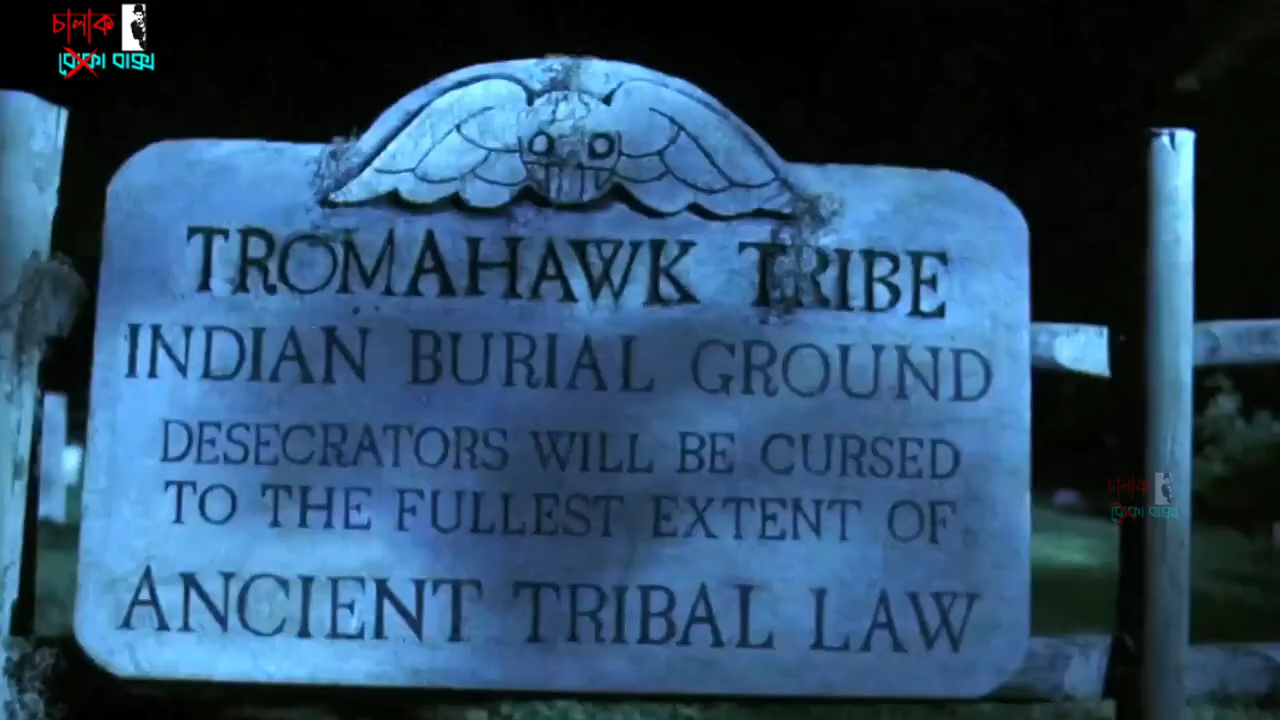 চালাক
বোকা বাক্স
TROMAHAWK TRIBE
INDIAN BURIAL GROUND
DESECRATORS WILL BE CURSED
TO THE FULLEST EXTENT OF
ANCIENT TRIBAL LAW
চালাক
বোকা বাক্স